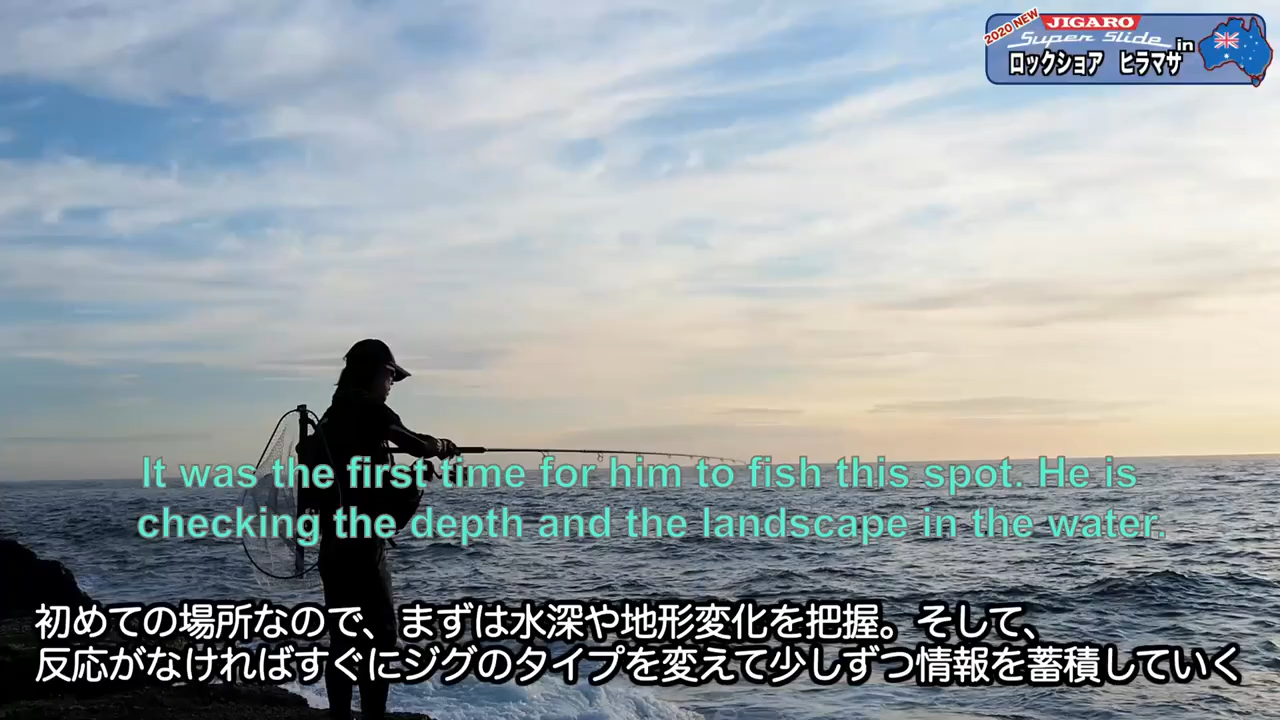 2020 NEW
JIGARO
Super Slide in
ロックショア ヒラマサ
It was the first time for him to fish this spot. He is
checking the depth and the landscape in the water.
初めての場所なので、まずは水深や地形変化を把握。そして、
反応がなければすぐにジグのタイプを変えて少しずつ情報を蓄積していく